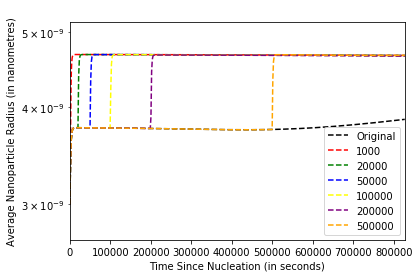 5 × 10⁻⁹
4 × 10⁻⁹
3 × 10⁻⁹
Average Nanoparticle Radius (in nanometres)
Original
1000
20000
50000
100000
200000
500000
0 100000 200000 300000 400000 500000 600000 700000 800000
Time Since Nucleation (in seconds)